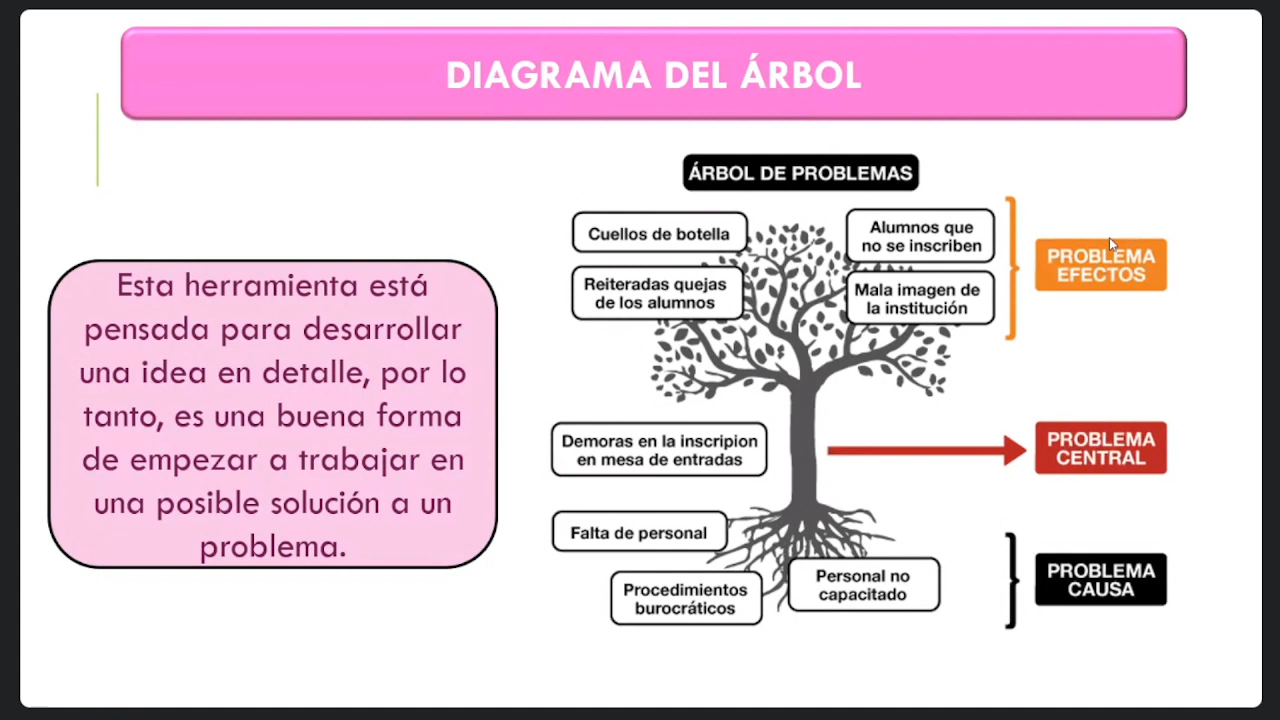 DIAGRAMA DEL ÁRBOL
Esta herramienta está
pensada para desarrollar
una idea en detalle, por lo
tanto, es una buena forma
de empezar a trabajar en
una posible solución a un
problema.
ÁRBOL DE PROBLEMAS
Cuellos de botella
Reiteradas quejas
de los alumnos
Alumnos que
no se inscriben
Mala imagen de
la institución
PROBLEMA
EFECTOS
Demoras en la inscripion
en mesa de entradas
PROBLEMA
CENTRAL
Falta de personal
Procedimientos
burocráticos
Personal no
capacitado
PROBLEMA
CAUSA